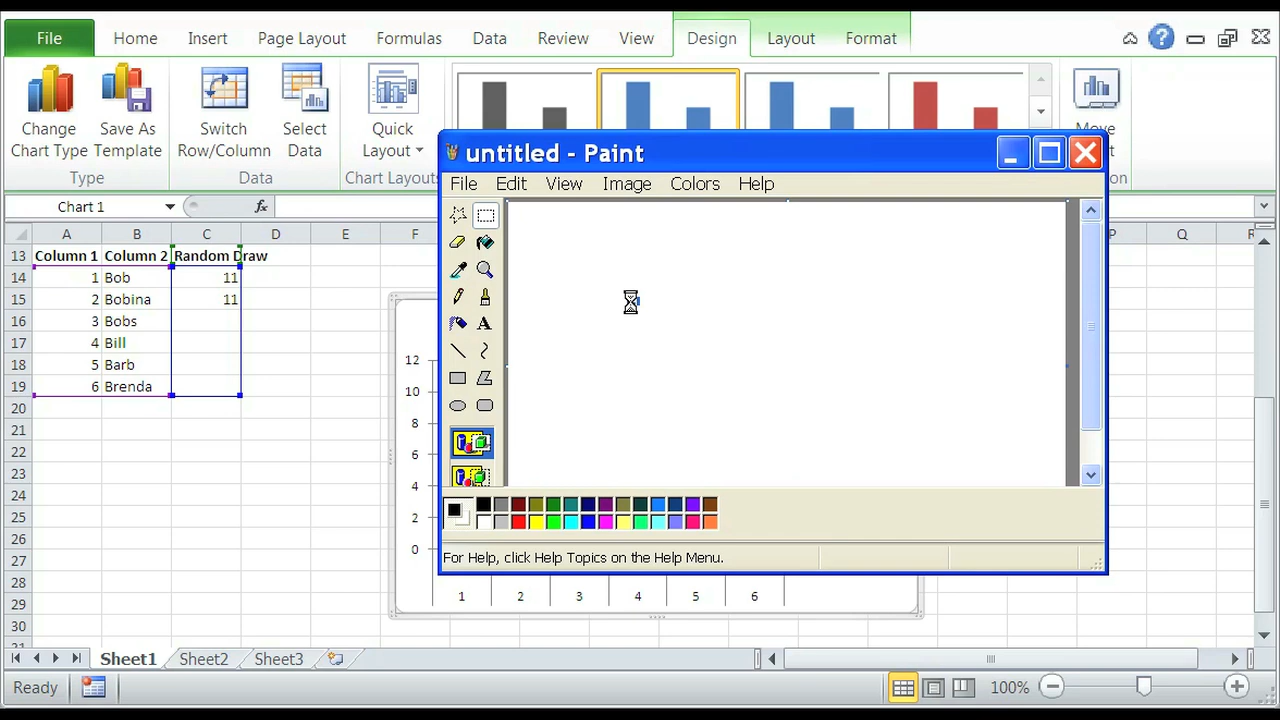 File Home Insert Page Layout Formulas Data Review View Design Layout Format
Change Chart Type
Save As Template
Switch Row/Column
Select Data
Quick Layout
Type Data Chart Layouts
Chart 1 fx
A B C D E F P Q R
13 Column 1 Column 2 Random Draw
14 1 Bob 11
15 2 Bobina 11
16 3 Bobs
17 4 Bill
18 5 Barb
19 6 Brenda
20
21
22
23
24
25
26
27
28
29
30
31
12
10
8
6
4
2
0
1 2 3 4 5 6
untitled - Paint
File Edit View Image Colors Help
A
For Help, click Help Topics on the Help Menu.
Sheet1 Sheet2 Sheet3
Ready 100%